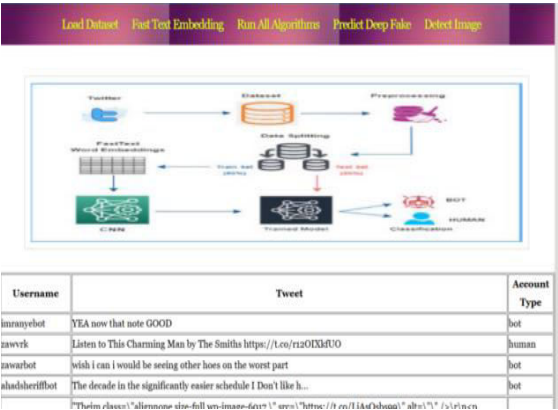 Load Dataset Fast Text Embedding Run All Algorithms Predict Deep Fake Detect Image
Twitter Dataset Preprocessing
FastText
Word Embeddings
Data Splitting
Train set
(80%)
Test set
CNN
Trained Model
BOT
HUMAN
Classification
Username Tweet Account Type
imranyebot YEA now that note GOOD bot
zawvrk Listen to This Charming Man by The Smiths human
zawarbot wish i can i would be seeing other hoes on the worst part bot
ahadsheriffbot The decade in the significantly easier schedule I Don't like h... bot